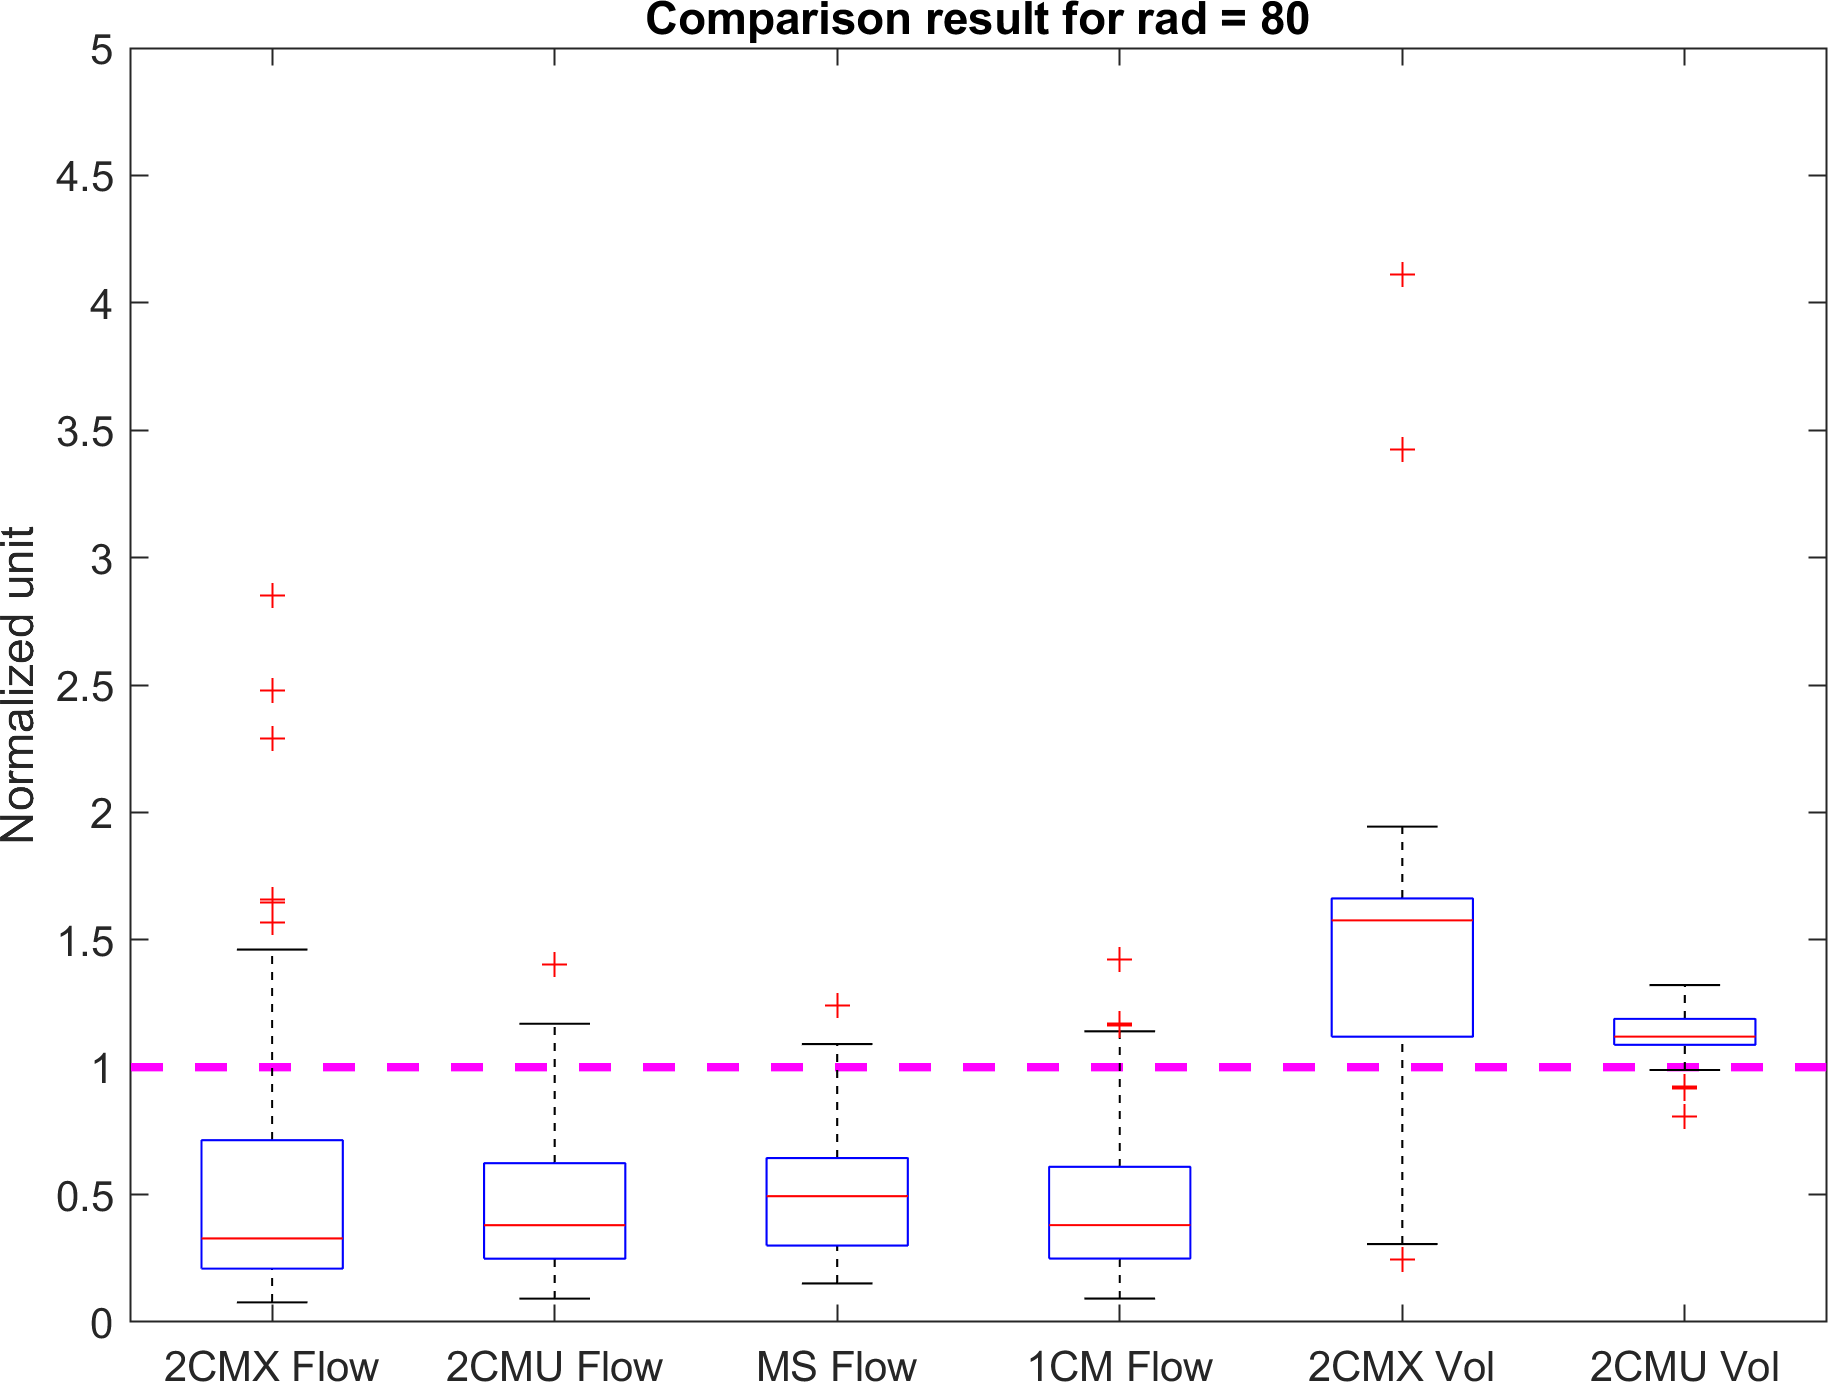 Comparison result for rad = 80
Normalized unit
5
4.5
4
3.5
3
2.5
2
1.5
1
0.5
0
2CMX Flow
2CMU Flow
MS Flow
1CM Flow
2CMX Vol
2CMU Vol